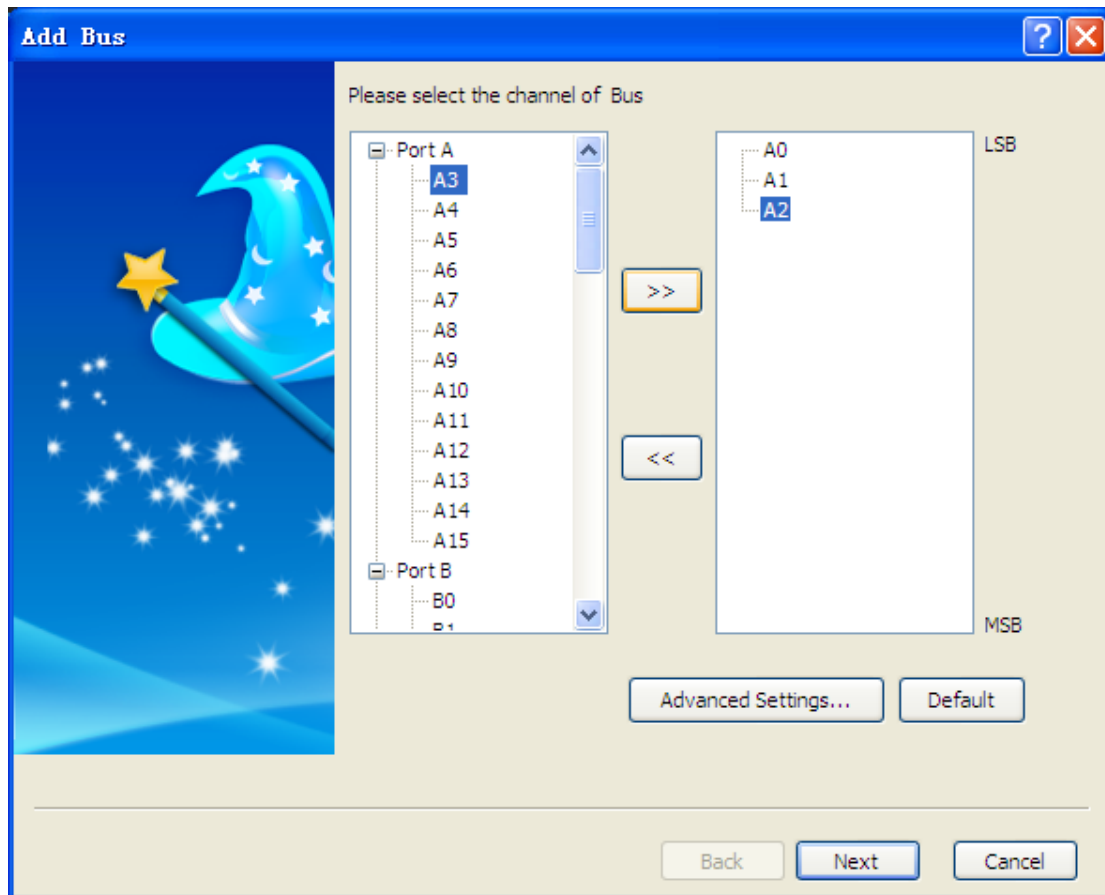 Add Bus
Please select the channel of Bus
Port A
A3
A4
A5
A6
A7
A8
A9
A10
A11
A12
A13
A14
A15
Port B
B0
B1
>>
<<
A0
A1
A2
LSB
MSB
Advanced Settings...
Default
Back
Next
Cancel